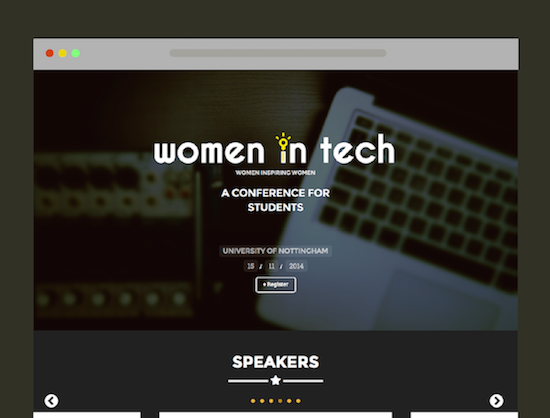 women in tech
WOMEN INSPIRING WOMEN
A CONFERENCE FOR
STUDENTS
UNIVERSITY OF NOTTINGHAM
15 / 11 / 2014
Register
SPEAKERS